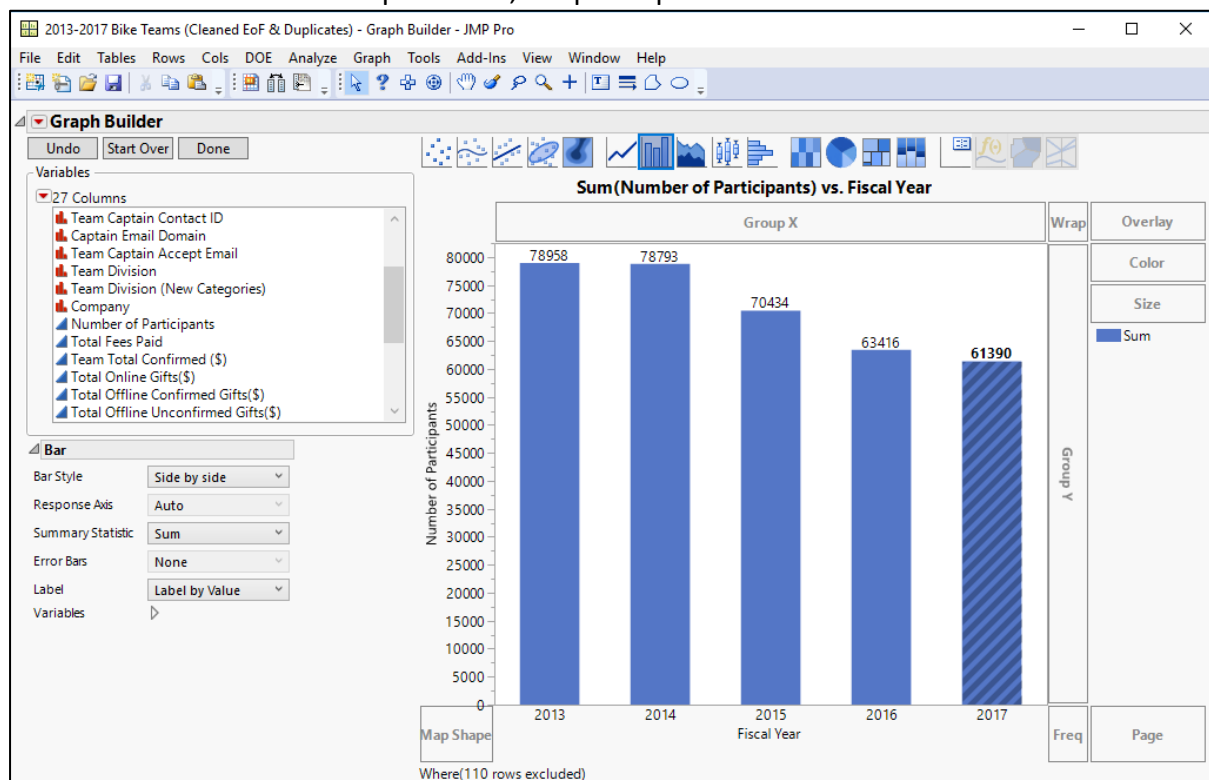 2013-2017 Bike Teams (Cleaned EoF & Duplicates) - Graph Builder - JMP Pro
File Edit Tables Rows Cols DOE Analyze Graph Tools Add-Ins View Window Help
Graph Builder
Undo Start Over Done
Variables
27 Columns
Team Captain Contact ID
Captain Email Domain
Team Captain Accept Email
Team Division
Team Division (New Categories)
Company
Number of Participants
Total Fees Paid
Team Total Confirmed ($)
Total Online Gifts($)
Total Offline Confirmed Gifts($)
Total Offline Unconfirmed Gifts($)
Bar
Bar Style Side by side
Response Axis Auto
Summary Statistic Sum
Error Bars None
Label Label by Value
Variables
Sum(Number of Participants) vs. Fiscal Year
Group X
Wrap
Overlay
Color
Size
Sum
Number of Participants
80000
75000
70000
65000
60000
55000
50000
45000
40000
35000
30000
25000
20000
15000
10000
5000
0
78958
78793
70434
63416
61390
Group Y
2013 2014 2015 2016 2017
Fiscal Year
Map Shape
Freq
Page
Where(110 rows excluded)